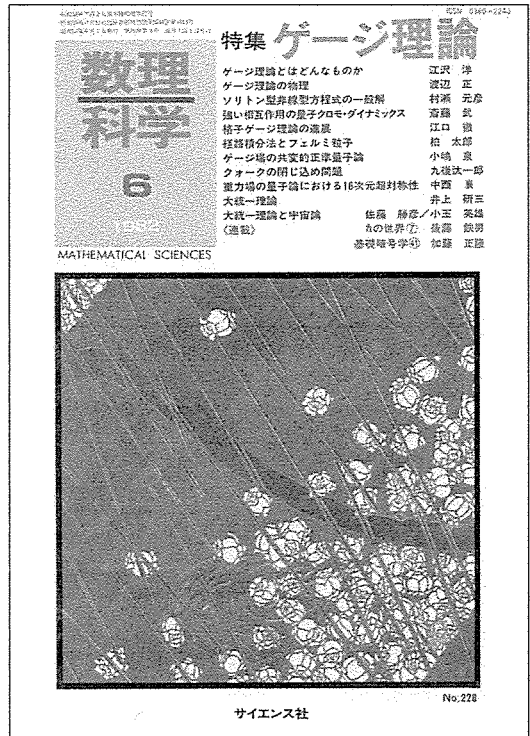 特集 ゲージ理論
数理
科学
6
MATHEMATICAL SCIENCES
ゲージ理論とはどんなものか 江沢 洋
ゲージ理論の物理 渡辺 正
ソリトン型非線型方程式の一般解 村瀬 元彦
強い相互作用の量子クロモ・ダイナミックス 斎藤 武
格子ゲージ理論の進展 江口 徹
経路積分法とフェルミ粒子 柏 太郎
ゲージ場の共変的正準量子論 小嶋 泉
クォークの閉じ込め問題 九後汰一郎
重力場の量子論における16次元超対称性 中西 襄
大統一理論 井上 研三
大統一理論と宇宙論 佐藤 勝彦/小玉 英雄
〈連載〉 の世界⑦ 後藤 鉄男
基礎暗号学 加藤 正隆
No.228
サイエンス社